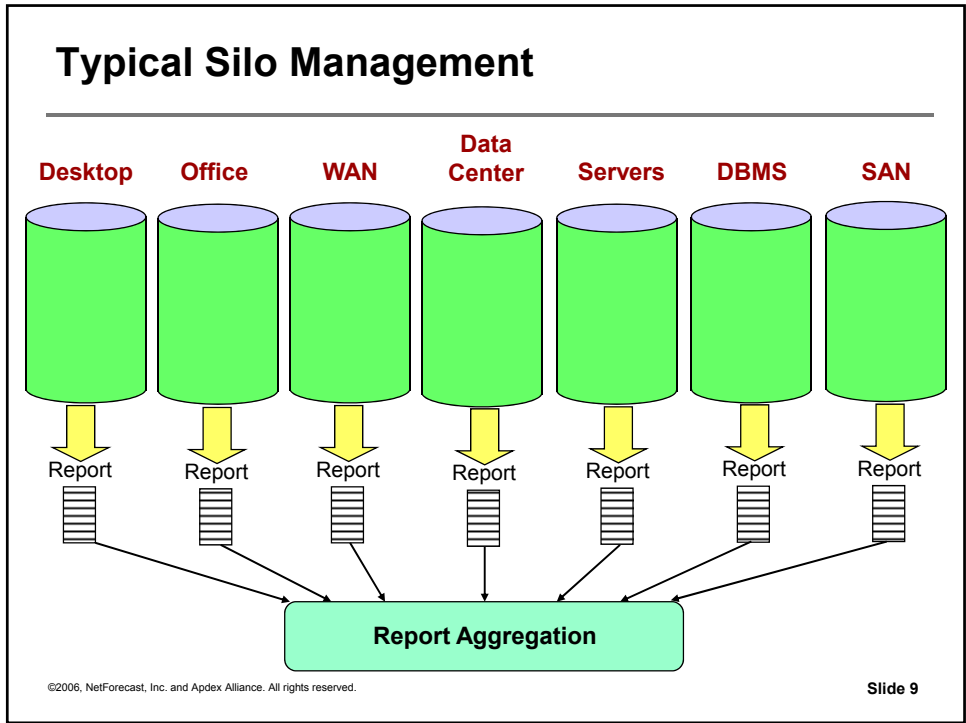 Typical Silo Management
Desktop
Office
WAN
Data
Center
Servers
DBMS
SAN
Report
Report
Report
Report
Report
Report
Report
Report Aggregation
©2006, NetForecast, Inc. and Apdex Alliance. All rights reserved.
Slide 9